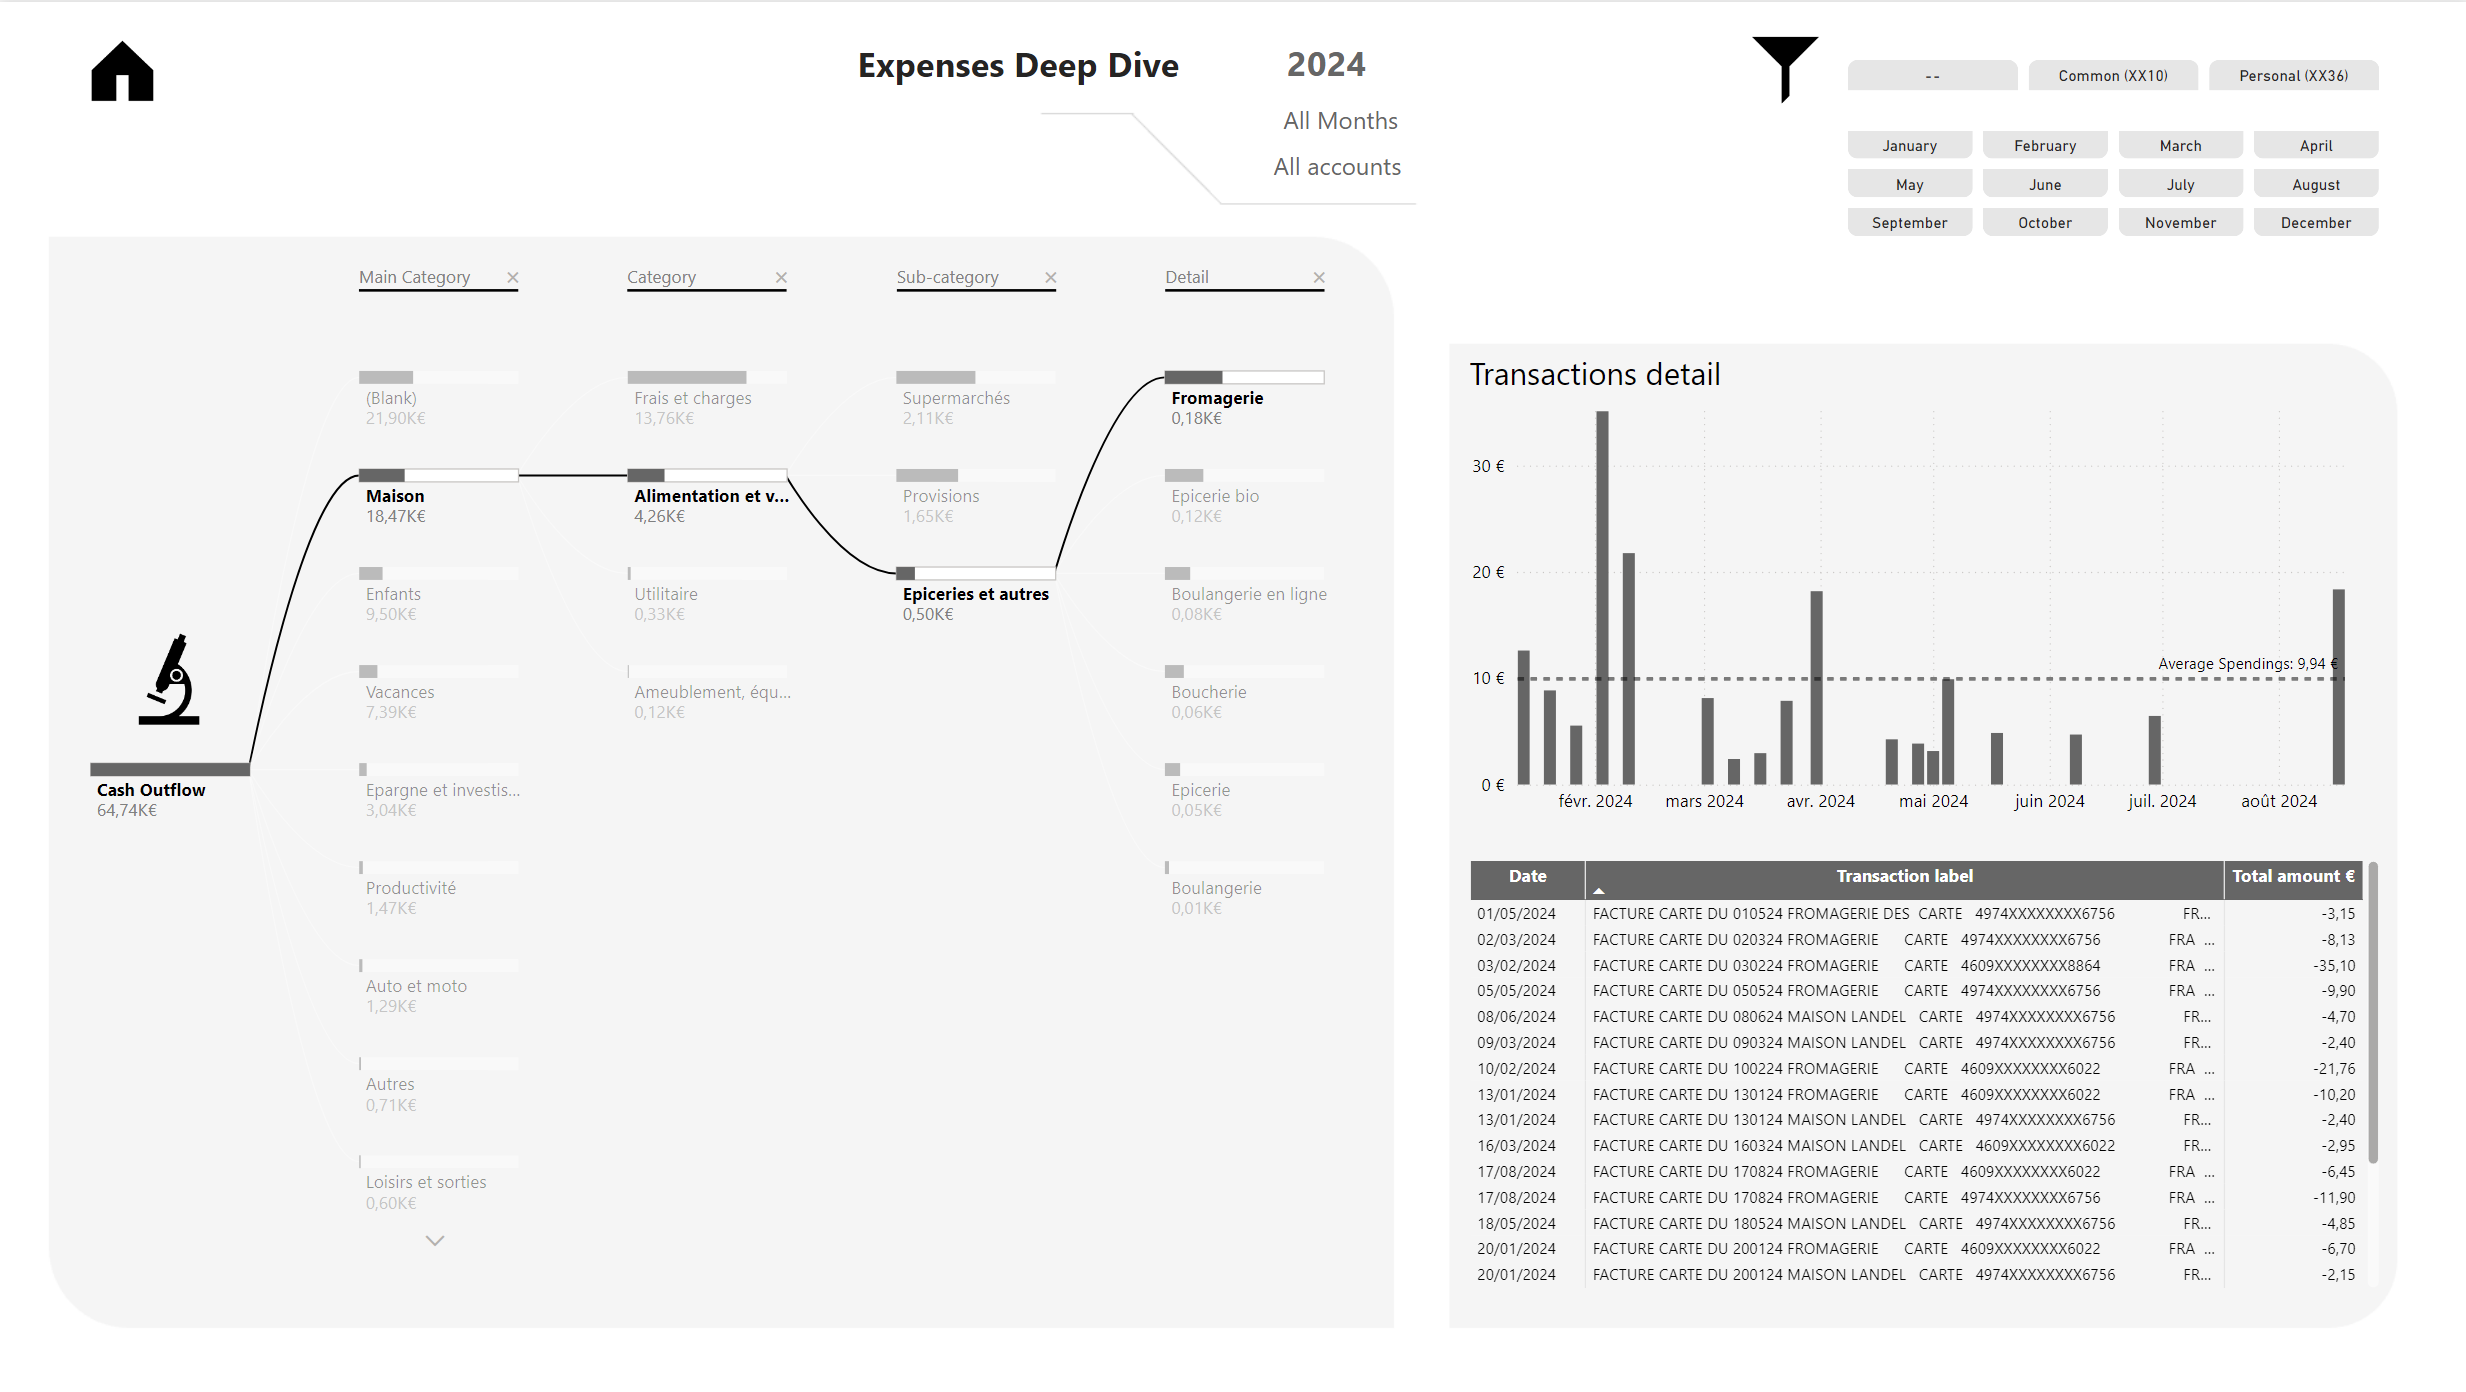 Expenses Deep Dive
2024
All Months
All accounts
--
Common (XX10)
Personal (XX36)
January
February
March
April
May
June
July
August
September
October
November
December
Main Category
Category
Sub-category
Detail
(Blank)
21,90K€
Maison
18,47K€
Enfants
9,50K€
Vacances
7,39K€
Epargne et investis...
3,04K€
Productivité
1,47K€
Auto et moto
1,29K€
Autres
0,71K€
Loisirs et sorties
0,60K€
Cash Outflow
64,74K€
Frais et charges
13,76K€
Alimentation et v...
4,26K€
Utilitaire
0,33K€
Ameublement, équ...
0,12K€
Supermarchés
2,11K€
Provisions
1,65K€
Epiceries et autres
0,50K€
Fromagerie
0,18K€
Epicerie bio
0,12K€
Boulangerie en ligne
0,08K€
Boucherie
0,06K€
Epicerie
0,05K€
Boulangerie
0,01K€
Transactions detail
30 €
20 €
10 €
0 €
Average Spendings: 9,94 €
févr. 2024
mars 2024
avr. 2024
mai 2024
juin 2024
juil. 2024
août 2024
Date Transaction label Total amount €
01/05/2024 FACTURE CARTE DU 010524 FROMAGERIE DES CARTE 4974XXXXXXXX6756 FR... -3,15
02/03/2024 FACTURE CARTE DU 020324 FROMAGERIE CARTE 4974XXXXXXXX6756 FRA ... -8,13
03/02/2024 FACTURE CARTE DU 030224 FROMAGERIE CARTE 4609XXXXXXXX8864 FRA ... -35,10
05/05/2024 FACTURE CARTE DU 050524 FROMAGERIE CARTE 4974XXXXXXXX6756 FRA ... -9,90
08/06/2024 FACTURE CARTE DU 080624 MAISON LANDEL CARTE 4974XXXXXXXX6756 FR... -4,70
09/03/2024 FACTURE CARTE DU 090324 MAISON LANDEL CARTE 4974XXXXXXXX6756 FR... -2,40
10/02/2024 FACTURE CARTE DU 100224 FROMAGERIE CARTE 4609XXXXXXXX6022 FRA ... -21,76
13/01/2024 FACTURE CARTE DU 130124 FROMAGERIE CARTE 4609XXXXXXXX6022 FRA ... -10,20
13/01/2024 FACTURE CARTE DU 130124 MAISON LANDEL CARTE 4974XXXXXXXX6756 FR... -2,40
16/03/2024 FACTURE CARTE DU 160324 MAISON LANDEL CARTE 4609XXXXXXXX6022 FR... -2,95
17/08/2024 FACTURE CARTE DU 170824 FROMAGERIE CARTE 4609XXXXXXXX6022 FRA ... -6,45
17/08/2024 FACTURE CARTE DU 170824 FROMAGERIE CARTE 4974XXXXXXXX6756 FRA ... -11,90
18/05/2024 FACTURE CARTE DU 180524 MAISON LANDEL CARTE 4974XXXXXXXX6756 FR... -4,85
20/01/2024 FACTURE CARTE DU 200124 FROMAGERIE CARTE 4609XXXXXXXX6022 FRA ... -6,70
20/01/2024 FACTURE CARTE DU 200124 MAISON LANDEL CARTE 4974XXXXXXXX6756 FR... -2,15